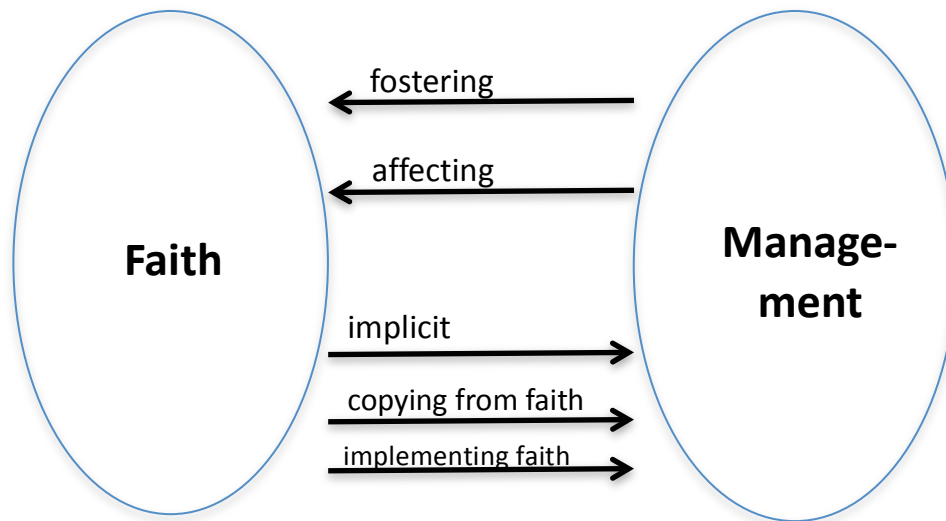 fostering
affecting
Faith
Manage-
ment
implicit
copying from faith
implementing faith